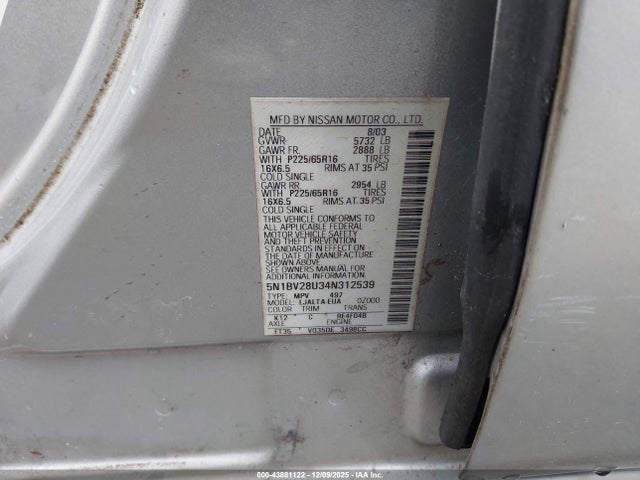 MFD BY NISSAN MOTOR CO., LTD.
DATE 8/03
GVWR 5732 LB
GAWR FR. 2888 LB
WITH P225/65R16 TIRES
16X6.5 RIMS AT 35 PSI
COLD SINGLE
GAWR RR. 2954 LB
WITH P225/65R16 TIRES
16X6.5 RIMS AT 35 PSI
COLD SINGLE
THIS VEHICLE CONFORMS TO
ALL APPLICABLE FEDERAL
MOTOR VEHICLE SAFETY
AND THEFT PREVENTION
STANDARDS IN EFFECT ON
THE DATE OF MANUFACTURE
SHOWN ABOVE.
SEE OWNERS MANUAL FOR
ADDITIONAL INFORMATION.
5N1BV28U34N312539
TYPE: MPV 497
MODEL: LJALTA-EUA 0Z000
COLOR TRIM TRANS
K12 C RE4F04B
AXLE ENGINE
FT35 VQ35DE 3498CC
000-43881122 12/09/2025 IAAI.com